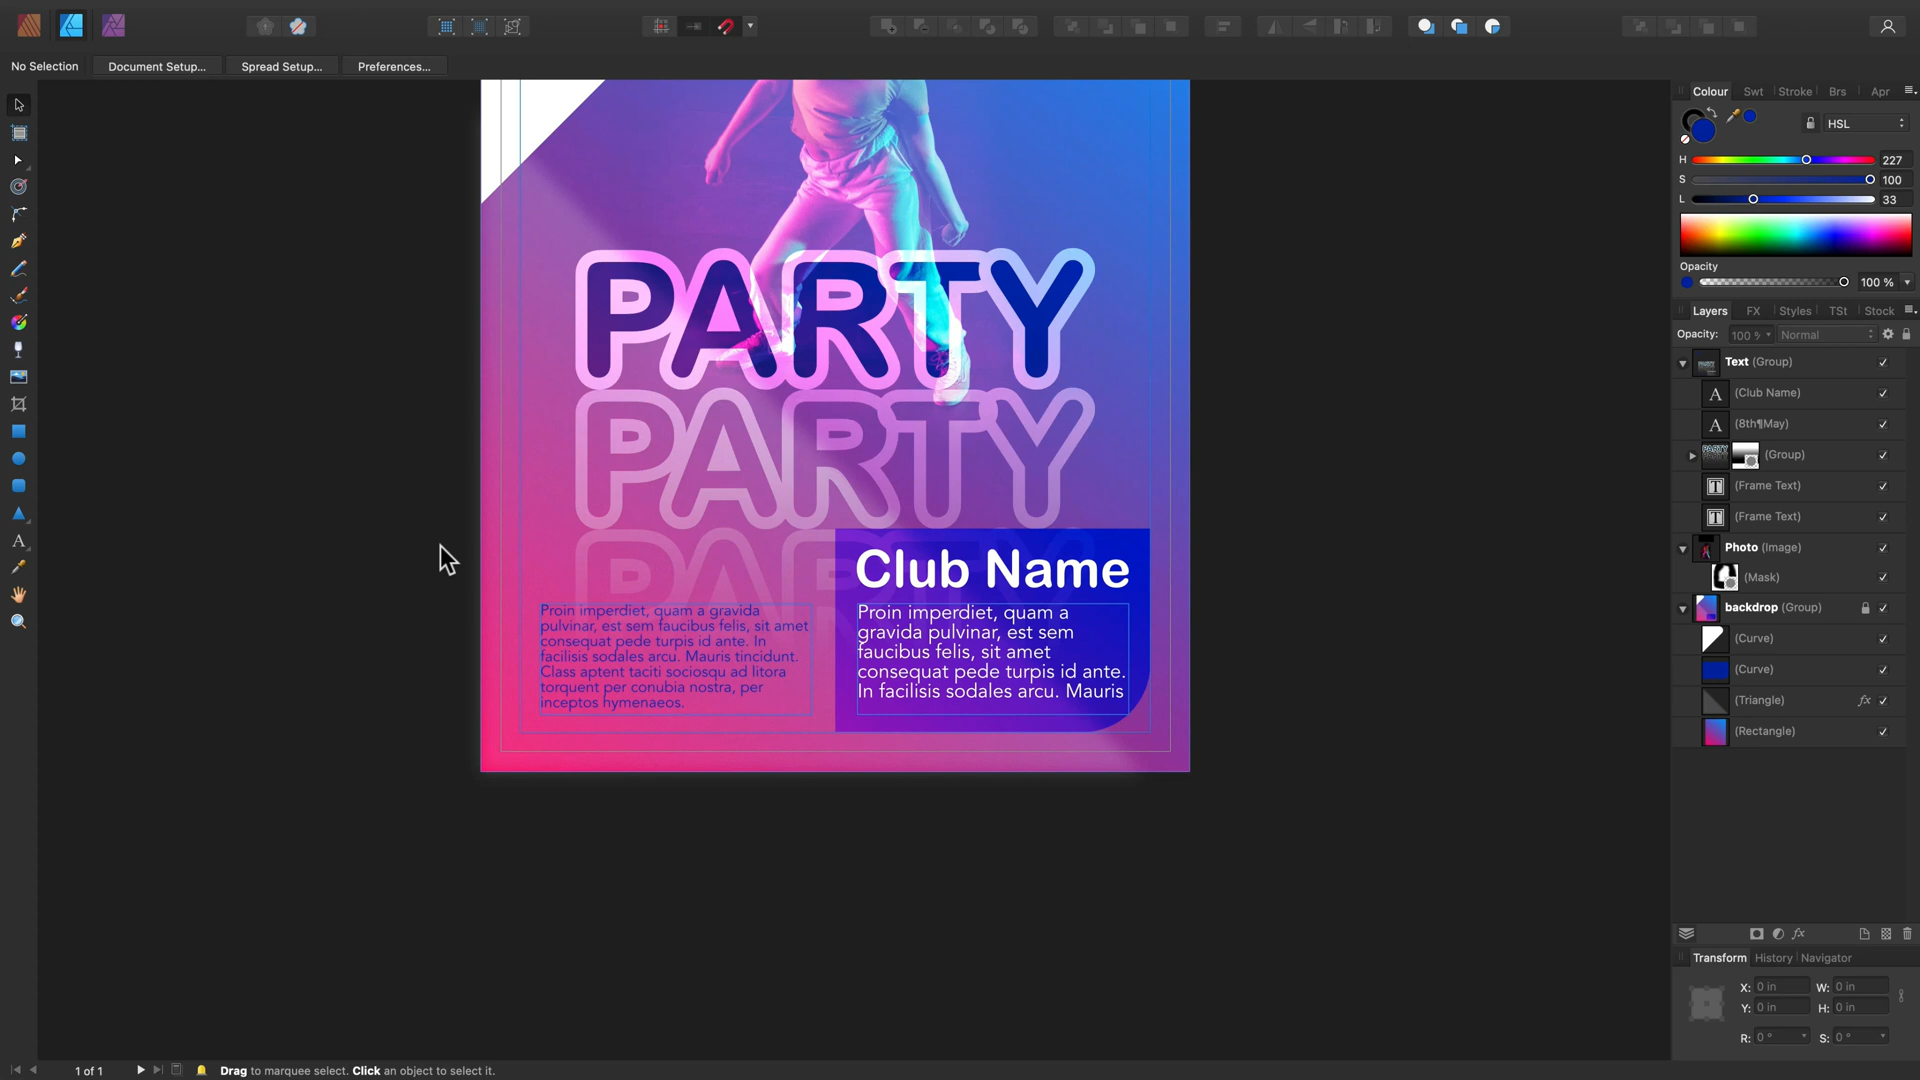 No Selection
Document Setup...
Spread Setup...
Preferences...
Colour
Swt
Stroke
Brs
Apr
HSL
H
227
S
100
L
33
Opacity
100 %
Layers
FX
Styles
TSt
Stock
Opacity:
100 %
Normal
Text (Group)
A
(Club Name)
A
(8th¶May)
PARTY
(Group)
T
(Frame Text)
T
(Frame Text)
Photo (Image)
(Mask)
backdrop (Group)
(Curve)
(Curve)
(Triangle)
fx
(Rectangle)
fx
Transform
History
Navigator
X:
0 in
W:
0 in
Y:
0 in
H:
0 in
R:
0 °
S:
0 °
PARTY
PARTY
PARTY
Club Name
Proin imperdiet, quam a gravida
pulvinar, est sem faucibus felis, sit amet
consequat pede turpis id ante. In
facilisis sodales arcu. Mauris tincidunt.
Class aptent taciti sociosqu ad litora
torquent per conubia nostra, per
inceptos hymenaeos.
Proin imperdiet, quam a
gravida pulvinar, est sem
faucibus felis, sit amet
consequat pede turpis id ante.
In facilisis sodales arcu. Mauris
A
1 of 1
Drag to marquee select. Click an object to select it.